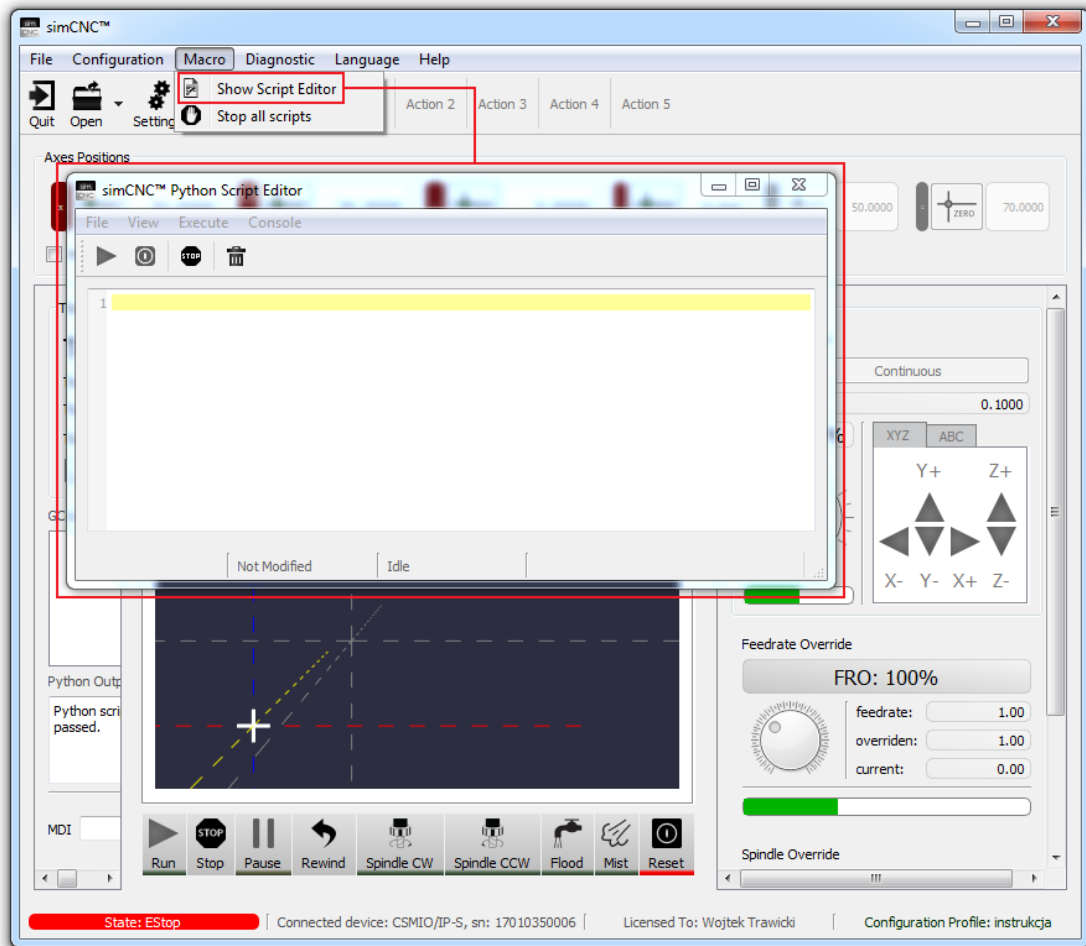 simCNC™
File Configuration Macro Diagnostic Language Help
Show Script Editor
Stop all scripts
Quit Open Setting Action 2 Action 3 Action 4 Action 5
Axes Positions
simCNC™ Python Script Editor
50.0000 ZERO 70.0000
File View Execute Console
STOP
1
Continuous
0.1000
XYZ ABC
Y+ Z+
X- Y- X+ Z-
Not Modified Idle
Feedrate Override
FRO: 100%
Python Outp
Python scri
passed.
feedrate: 1.00
overriden: 1.00
current: 0.00
MDI
STOP
Run Stop Pause Rewind Spindle CW Spindle CCW Flood Mist Reset
Spindle Override
State: EStop Connected device: CSMIO/IP-S, sn: 17010350006 Licensed To: Wojtek Trawicki Configuration Profile: instrukcja